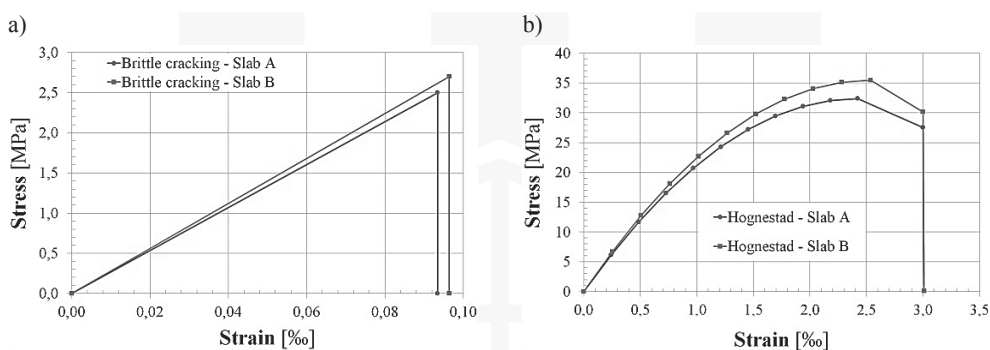 a)
Stress [MPa]
3,0
2,5
2,0
1,5
1,0
0,5
0,0
Brittle cracking - Slab A
Brittle cracking - Slab B
0,00 0,02 0,04 0,06 0,08 0,10
Strain [‰]
b)
Stress [MPa]
40
35
30
25
20
15
10
5
0
Hognestad - Slab A
Hognestad - Slab B
0,0 0,5 1,0 1,5 2,0 2,5 3,0 3,5
Strain [‰]